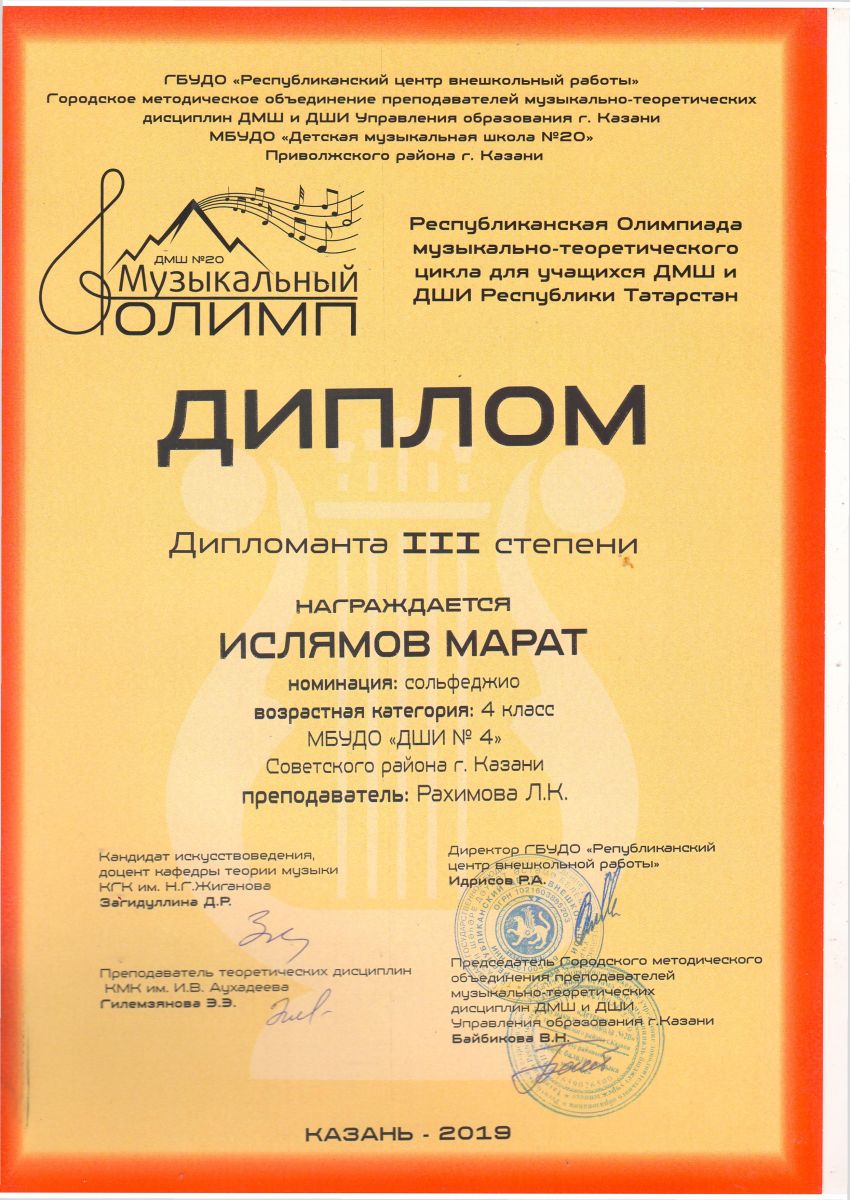 ГБУДО «Республиканский центр внешкольный работы»
Городское методическое объединение преподавателей музыкально-теоретических
дисциплин ДМШ и ДШИ Управления образования г. Казани
МБУДО «Детская музыкальная школа №20»
Приволжского района г. Казани
ДМШ №20
Музыкальный
ОЛИМП
Республиканская Олимпиада
музыкально-теоретического
цикла для учащихся ДМШ и
ДШИ Республики Татарстан
ДИПЛОМ
Дипломанта III степени
НАГРАЖДАЕТСЯ
ИСЛЯМОВ МАРАТ
номинация: сольфеджио
возрастная категория: 4 класс
МБУДО «ДШИ № 4»
Советского района г. Казани
преподаватель: Рахимова Л.К.
Кандидат искусствоведения,
доцент кафедры теории музыки
КГК им. Н.Г.Жиганова
Загидуллина Д.Р.
Преподаватель теоретических дисциплин
КМК им. И.В. Аухадеева
Гилемзянова Э.Э.
Директор ГБУДО «Републиканский
центр внешкольной работы»
Идрисов Р.А.
ОГРН 1021603885203
Председатель Городского методического
объединения преподавателей
музыкально-теоретических
дисциплин ДМШ и ДШИ
Управления образования г.Казани
Байбикова В.Н.
КАЗАНЬ - 2019